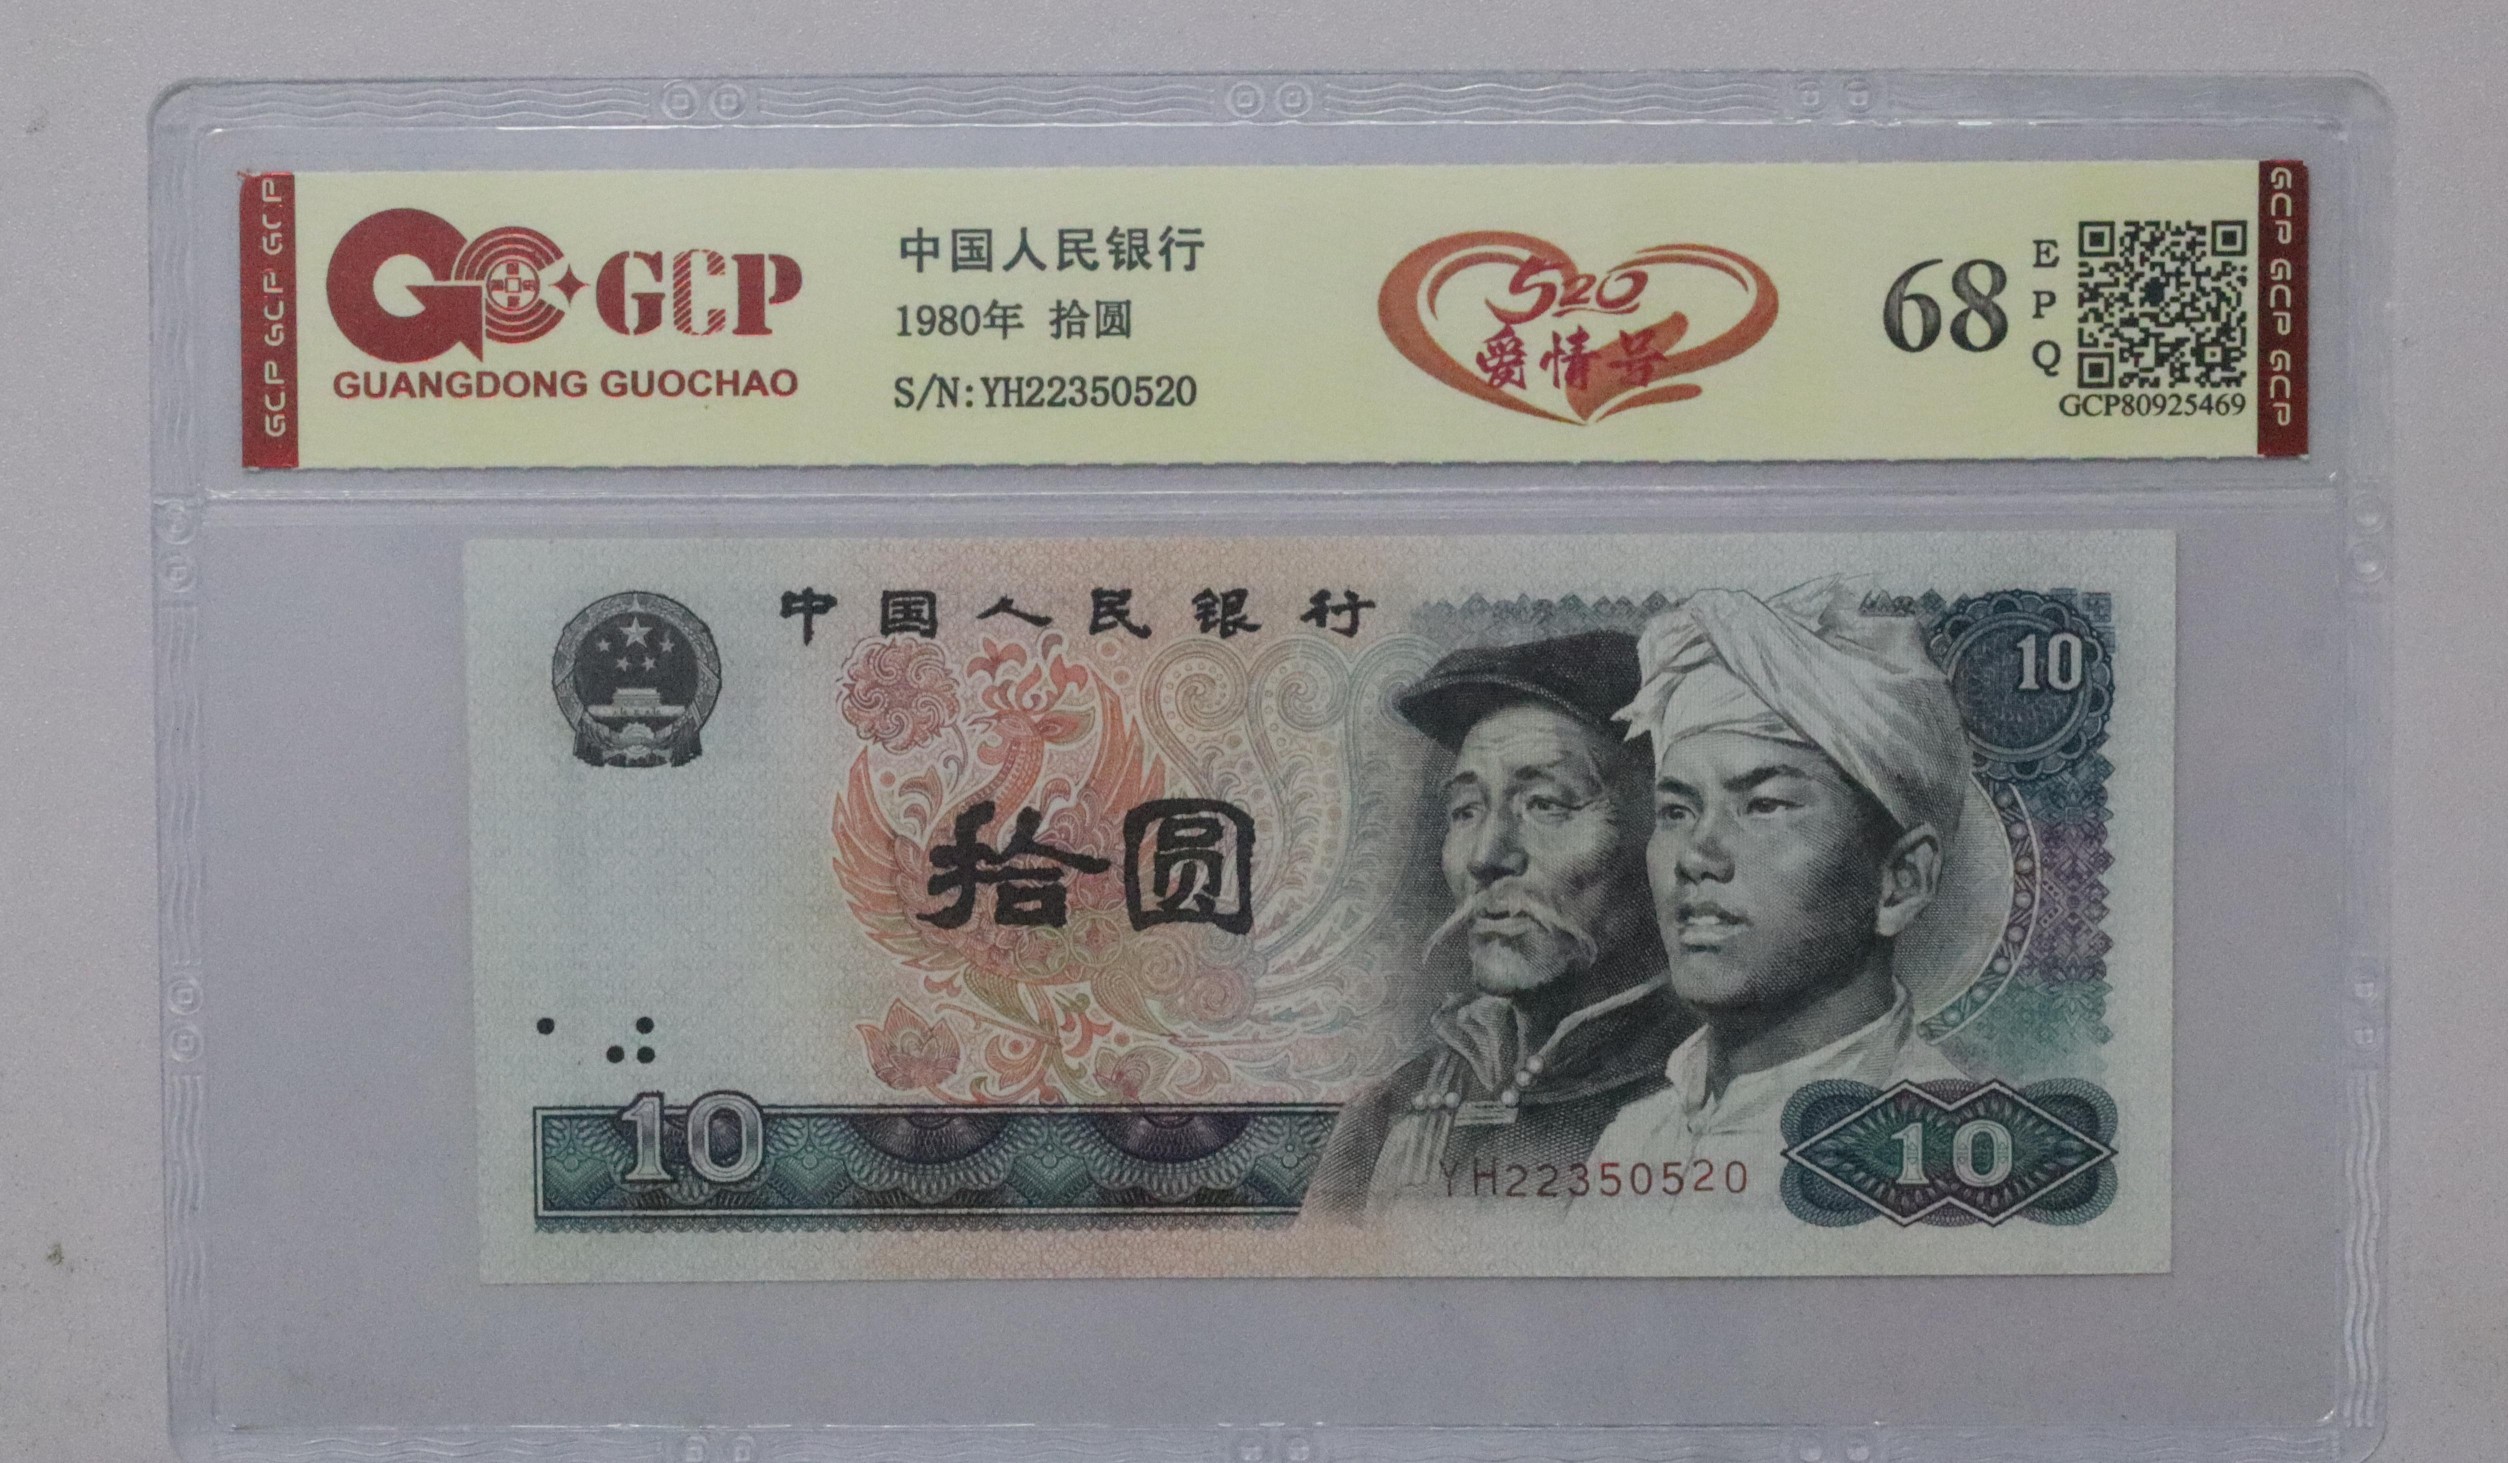 GCP GCP GCP
GCP
GUANGDONG GUOCHAO
中国人民银行
1980年 拾圆
S/N:YH22350520
520
爱情号
68
EPQ
GCP80925469
GCP GCP GCP
中国人民银行
10
拾圆
10
YH22350520
10